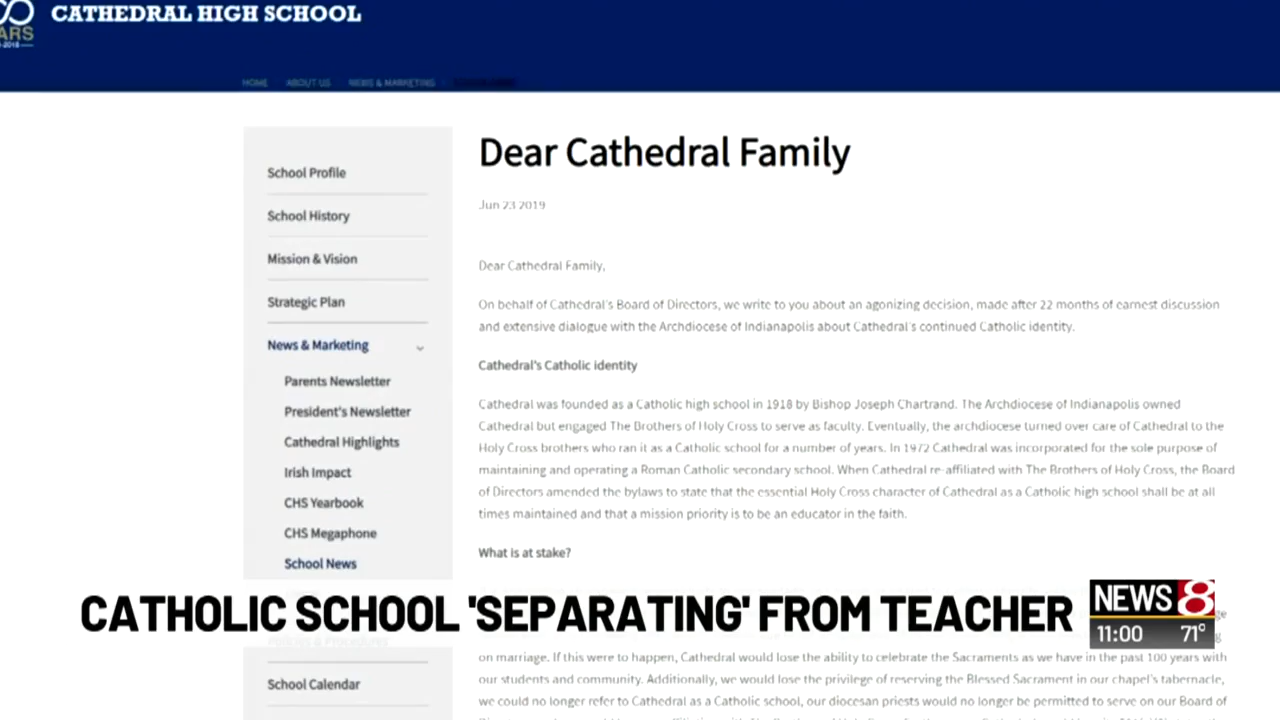 CATHEDRAL HIGH SCHOOL
ARS
HOME ABOUT US NEWS & MARKETING
School Profile
School History
Mission & Vision
Strategic Plan
News & Marketing
Parents Newsletter
President's Newsletter
Cathedral Highlights
Irish Impact
CHS Yearbook
CHS Megaphone
School News
School Calendar
Dear Cathedral Family
Jun 23 2019
Dear Cathedral Family,
On behalf of Cathedral's Board of Directors, we write to you about an agonizing decision, made after 22 months of earnest discussion
and extensive dialogue with the Archdiocese of Indianapolis about Cathedral's continued Catholic identity.
Cathedral's Catholic identity
Cathedral was founded as a Catholic high school in 1918 by Bishop Joseph Chartrand. The Archdiocese of Indianapolis owned
Cathedral but engaged The Brothers of Holy Cross to serve as faculty. Eventually, the archdiocese turned over care of Cathedral to the
Holy Cross brothers who ran it as a Catholic school for a number of years. In 1972 Cathedral was incorporated for the sole purpose of
maintaining and operating a Roman Catholic secondary school. When Cathedral re-affiliated with The Brothers of Holy Cross, the Board
of Directors amended the bylaws to state that the essential Holy Cross character of Cathedral as a Catholic high school shall be at all
times maintained and that a mission priority is to be an educator in the faith.
What is at stake?
on marriage. If this were to happen, Cathedral would lose the ability to celebrate the Sacraments as we have in the past 100 years with
our students and community. Additionally, we would lose the privilege of reserving the Blessed Sacrament in our chapel's tabernacle,
we could no longer refer to Cathedral as a Catholic school, our diocesan priests would no longer be permitted to serve on our Board of
CATHOLIC SCHOOL 'SEPARATING' FROM TEACHER
NEWS 8
11:00 71°